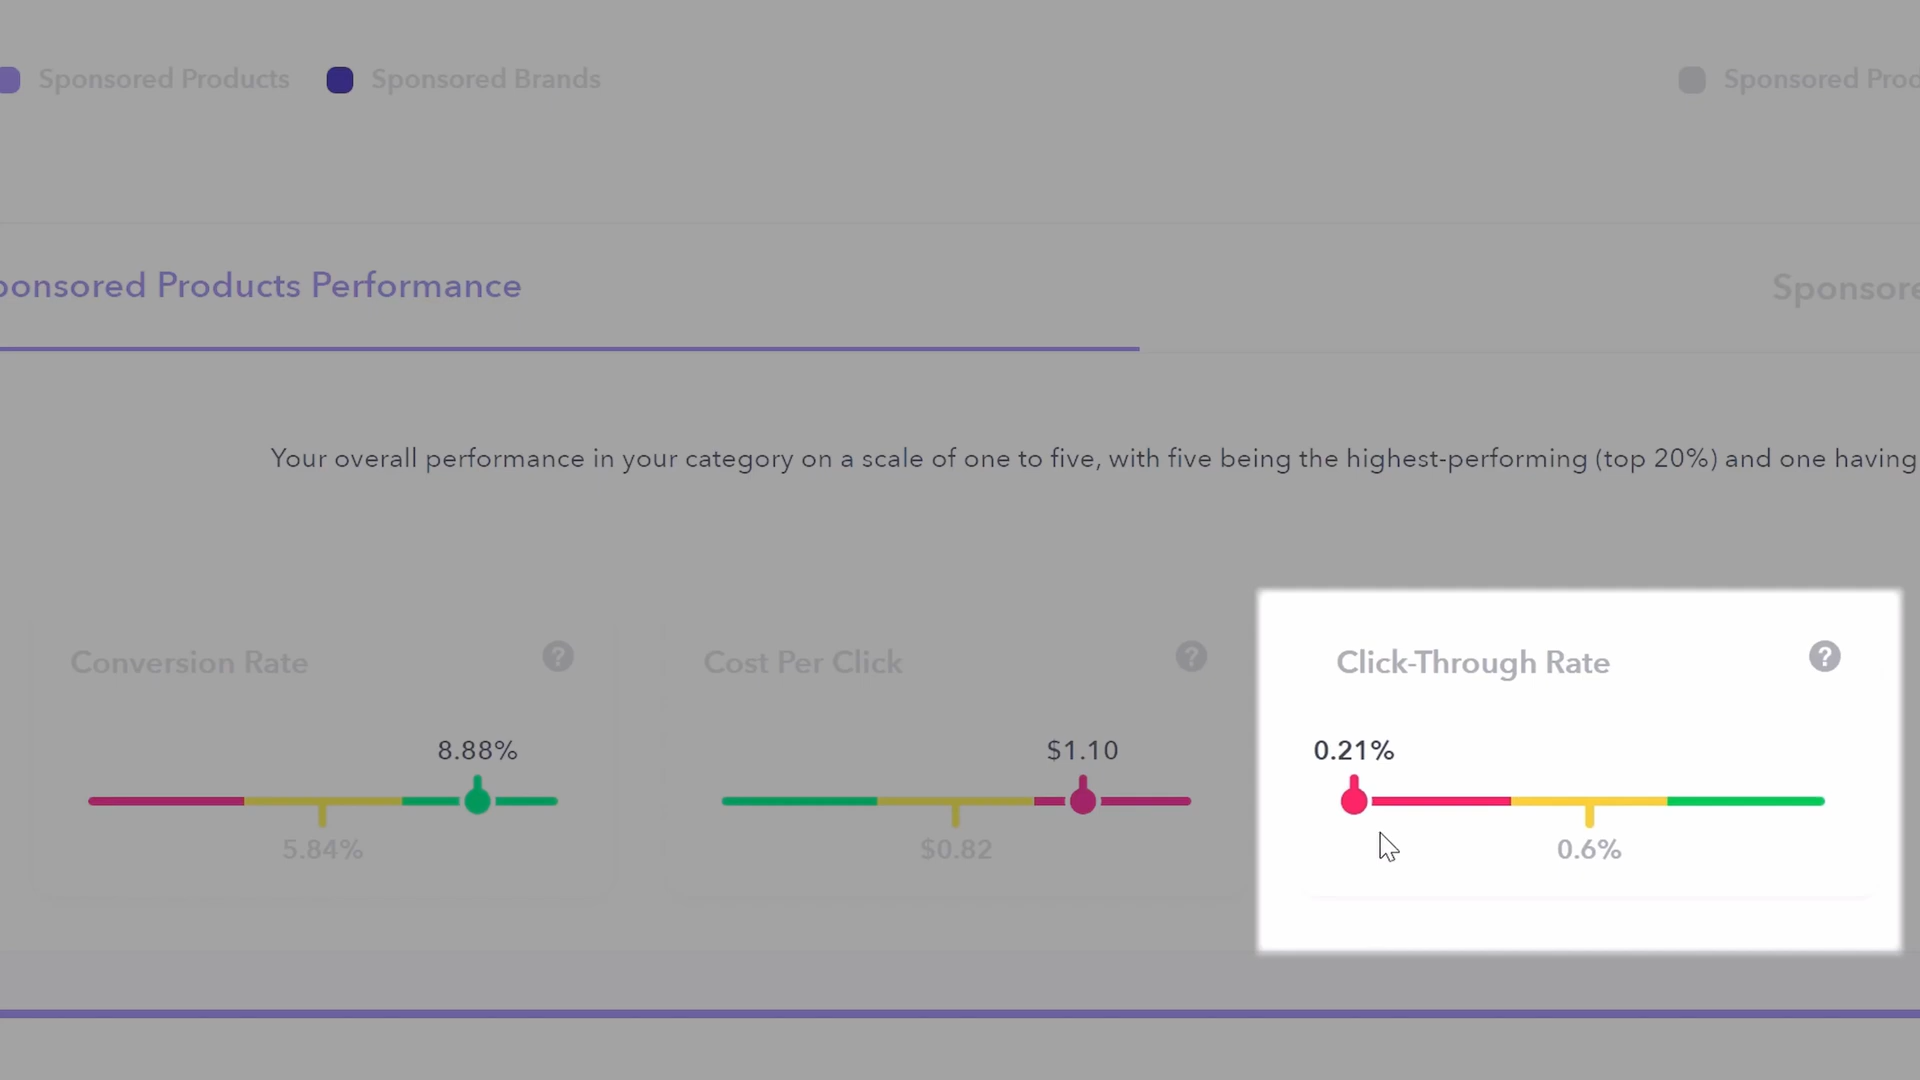 Sponsored Products Sponsored Brands
Sponsored Prod
ponsored Products Performance
Sponsore
Your overall performance in your category on a scale of one to five, with five being the highest-performing (top 20%) and one having
Conversion Rate ?
8.88%
5.84%
Cost Per Click ?
$1.10
$0.82
Click-Through Rate ?
0.21%
0.6%